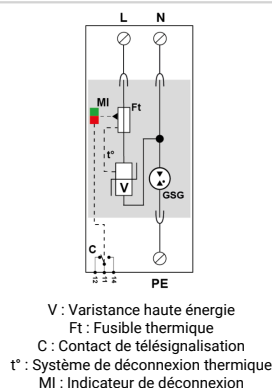 L N
MI
Ft
t°
V
GSG
C
12 11 14
PE
V : Varistance haute énergie
Ft : Fusible thermique
C : Contact de télésignalisation
t° : Système de déconnexion thermique
MI : Indicateur de déconnexion